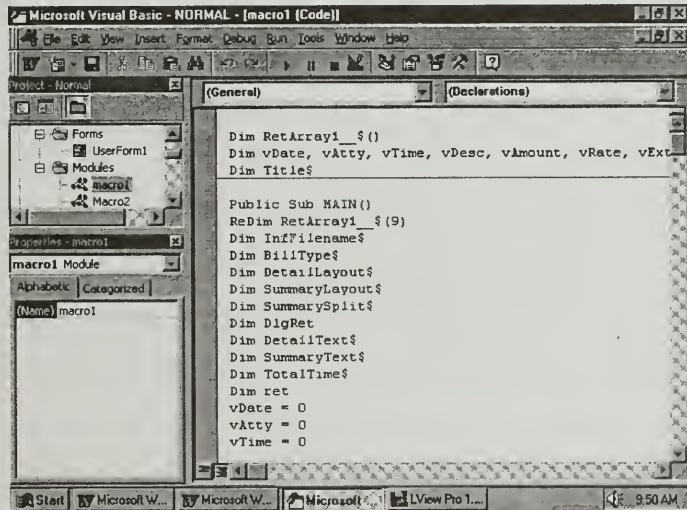 Microsoft Visual Basic - NORMAL - [macro1 (Code)]
File Edit View Insert Format Debug Run Tools Window Help
Project - Normal
Forms
UserForm1
Modules
macro1
Macro2
Properties - macro1
macro1 Module
Alphabetic Categorized
(Name) macro1
(General) (Declarations)
Dim RetArray1__$()
Dim vDate, vAtty, vTime, vDesc, vAmount, vRate, vExt
Dim Title$
Public Sub MAIN()
ReDim RetArray1__$(9)
Dim InfFilename$
Dim BillType$
Dim DetailLayout$
Dim SummaryLayout$
Dim SummarySplit$
Dim DlgRet
Dim DetailText$
Dim SummaryText$
Dim TotalTime$
Dim ret
vDate = 0
vAtty = 0
vTime = 0
Start Microsoft W... Microsoft W... Microsoft LView Pro 1.... 9:50 AM